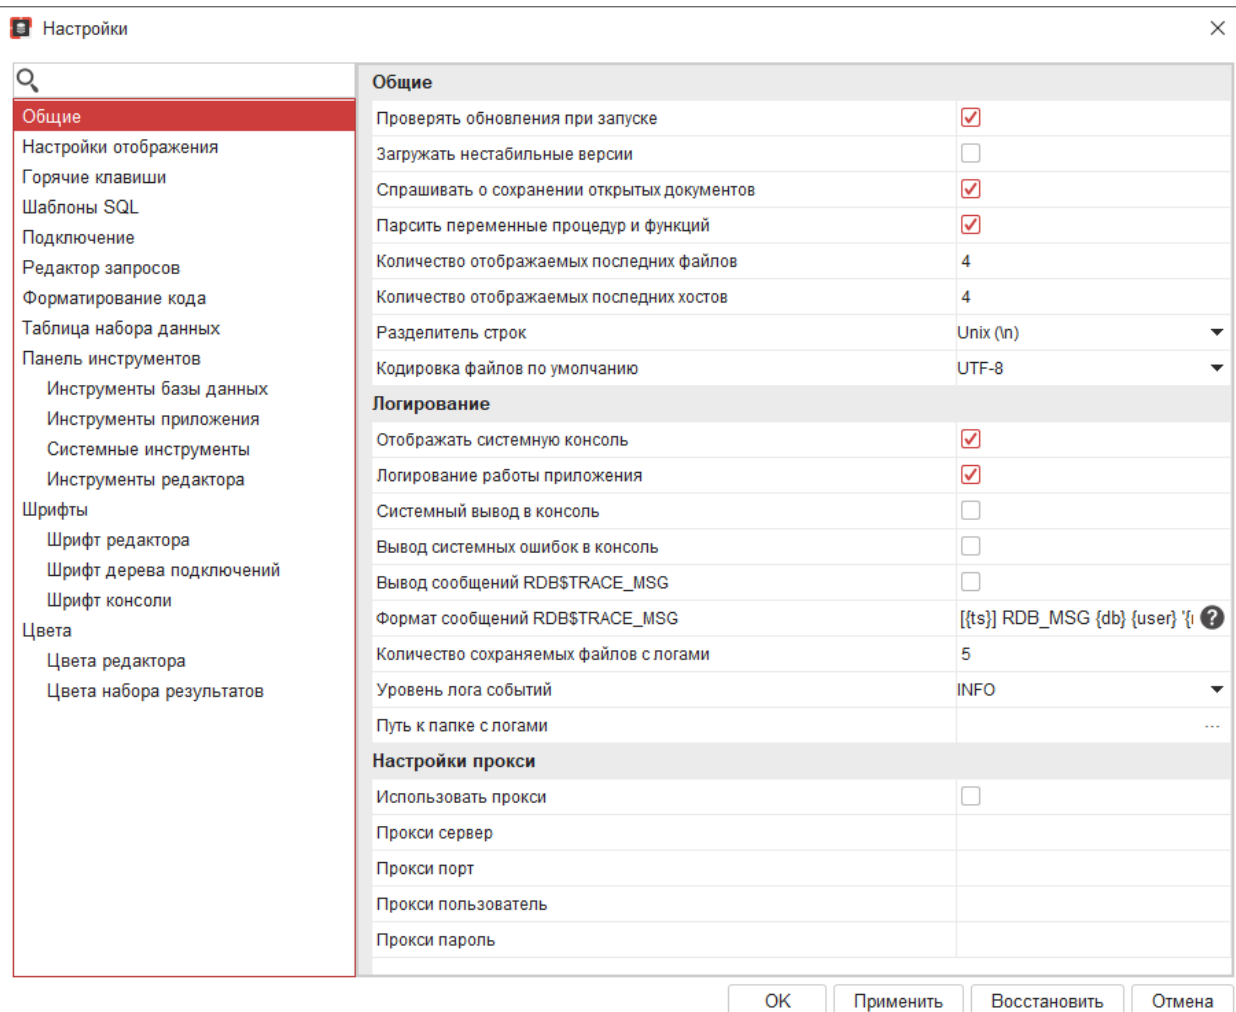 Настройки
Общие
Настройки отображения
Горячие клавиши
Шаблоны SQL
Подключение
Редактор запросов
Форматирование кода
Таблица набора данных
Панель инструментов
Инструменты базы данных
Инструменты приложения
Системные инструменты
Инструменты редактора
Шрифты
Шрифт редактора
Шрифт дерева подключений
Шрифт консоли
Цвета
Цвета редактора
Цвета набора результатов
Общие
Проверять обновления при запуске
Загружать нестабильные версии
Спрашивать о сохранении открытых документов
Парсить переменные процедур и функций
Количество отображаемых последних файлов 4
Количество отображаемых последних хостов 4
Разделитель строк Unix (\n)
Кодировка файлов по умолчанию UTF-8
Логирование
Отображать системную консоль
Логирование работы приложения
Системный вывод в консоль
Вывод системных ошибок в консоль
Вывод сообщений RDB$TRACE_MSG
Формат сообщений RDB$TRACE_MSG [{ts}] RDB_MSG {db} {user} '{ ?
Количество сохраняемых файлов с логами 5
Уровень лога событий INFO
Путь к папке с логами ...
Настройки прокси
Использовать прокси
Прокси сервер
Прокси порт
Прокси пользователь
Прокси пароль
OK Применить Восстановить Отмена